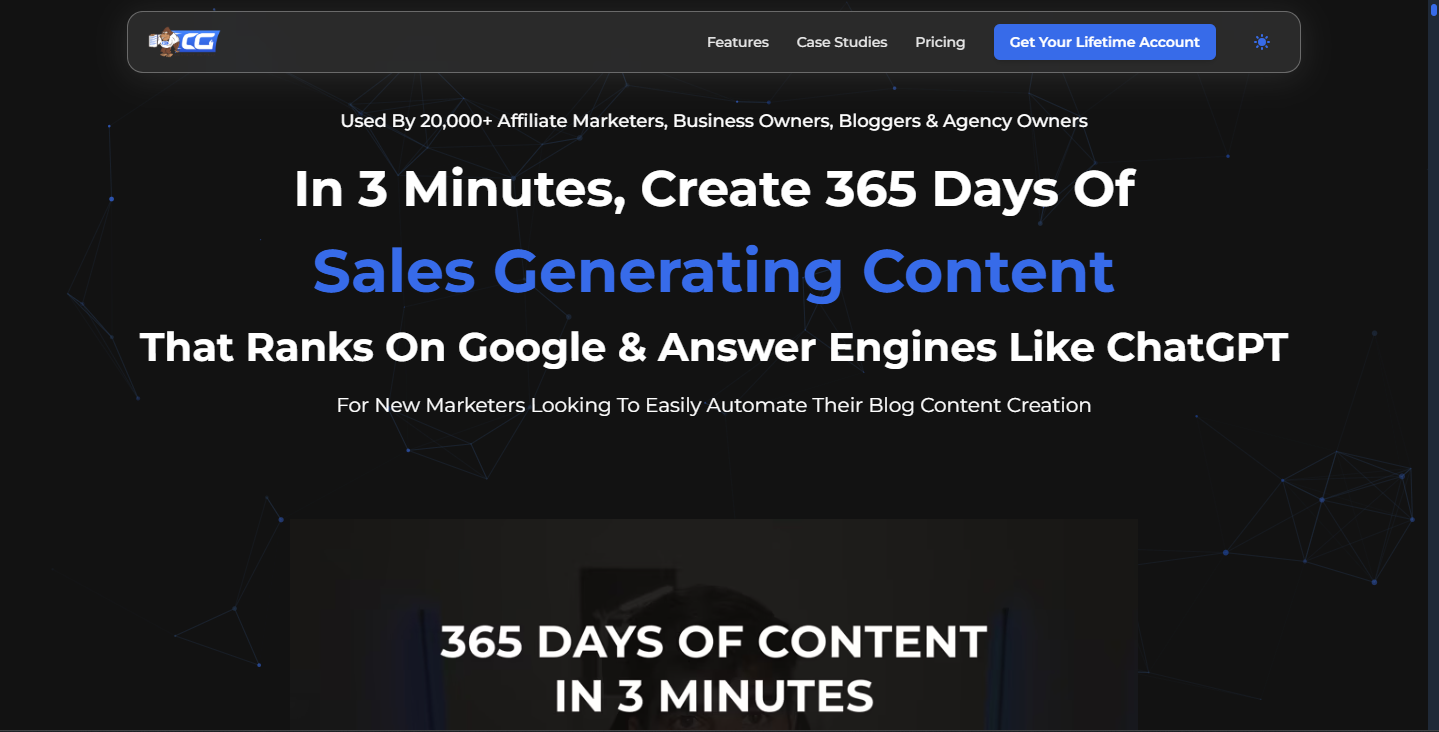 CG
Features
Case Studies
Pricing
Get Your Lifetime Account
Used By 20,000+ Affiliate Marketers, Business Owners, Bloggers & Agency Owners
In 3 Minutes, Create 365 Days Of
Sales Generating Content
That Ranks On Google & Answer Engines Like ChatGPT
For New Marketers Looking To Easily Automate Their Blog Content Creation
365 DAYS OF CONTENT
IN 3 MINUTES